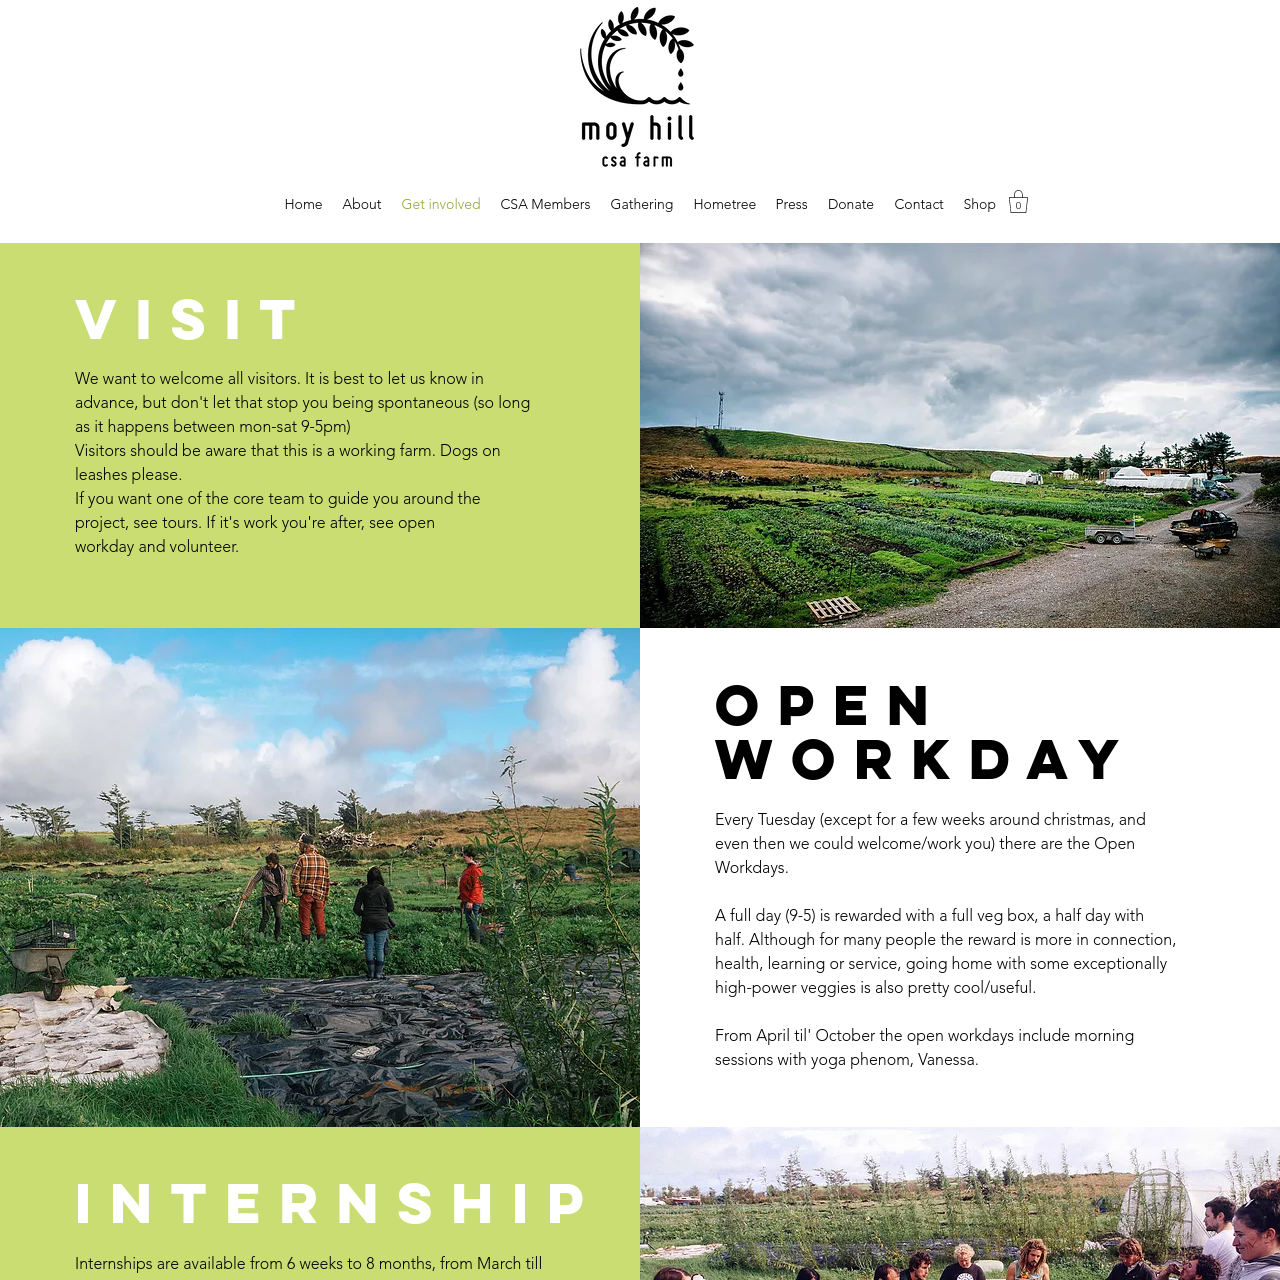 moy hill
csa farm
Home About Get involved CSA Members Gathering Hometree Press Donate Contact Shop 0
VISIT
We want to welcome all visitors. It is best to let us know in
advance, but don't let that stop you being spontaneous (so long
as it happens between mon-sat 9-5pm)
Visitors should be aware that this is a working farm. Dogs on
leashes please.
If you want one of the core team to guide you around the
project, see tours. If it's work you're after, see open
workday and volunteer.
OPEN
WORKDAY
Every Tuesday (except for a few weeks around christmas, and
even then we could welcome/work you) there are the Open
Workdays.
A full day (9-5) is rewarded with a full veg box, a half day with
half. Although for many people the reward is more in connection,
health, learning or service, going home with some exceptionally
high-power veggies is also pretty cool/useful.
From April til' October the open workdays include morning
sessions with yoga phenom, Vanessa.
INTERNSHIP
Internships are available from 6 weeks to 8 months, from March till